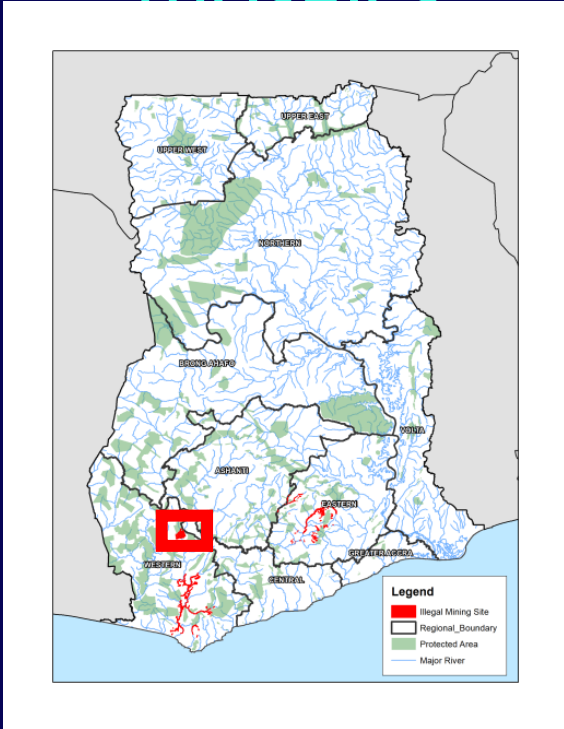 UPPER EAST
UPPER WEST
NORTHERN
BRONG AHAFO
VOLTA
ASHANTI
EASTERN
GREATER ACCRA
WESTERN
CENTRAL
Legend
Illegal Mining Site
Regional_Boundary
Protected Area
Major River